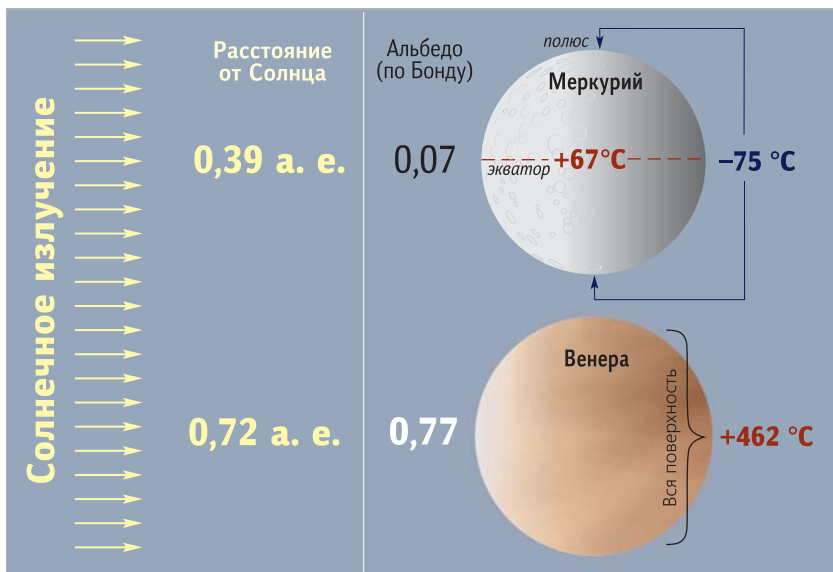 Солнечное излучение
Расстояние
от Солнца
0,39 а. е.
0,72 а. е.
Альбедо
(по Бонду)
0,07
0,77
полюс
Меркурий
экватор
+67°C
–75 °C
Венера
Вся поверхность
+462 °C